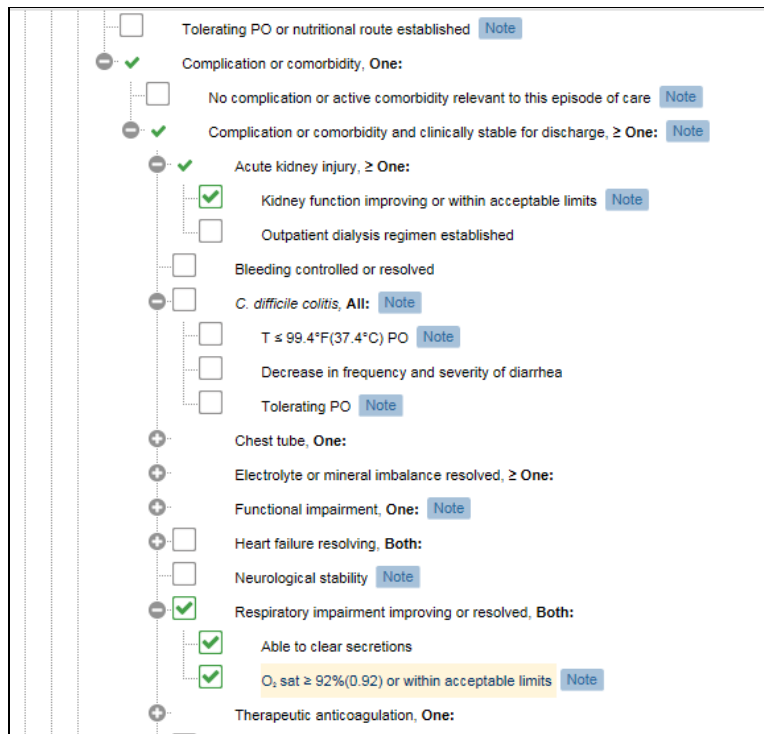 Tolerating PO or nutritional route established Note
Complication or comorbidity, One:
No complication or active comorbidity relevant to this episode of care Note
Complication or comorbidity and clinically stable for discharge, ≥ One: Note
Acute kidney injury, ≥ One:
Kidney function improving or within acceptable limits Note
Outpatient dialysis regimen established
Bleeding controlled or resolved
C. difficile colitis, All: Note
T ≤ 99.4°F(37.4°C) PO Note
Decrease in frequency and severity of diarrhea
Tolerating PO Note
Chest tube, One:
Electrolyte or mineral imbalance resolved, ≥ One:
Functional impairment, One: Note
Heart failure resolving, Both:
Neurological stability Note
Respiratory impairment improving or resolved, Both:
Able to clear secretions
O₂ sat ≥ 92%(0.92) or within acceptable limits Note
Therapeutic anticoagulation, One: